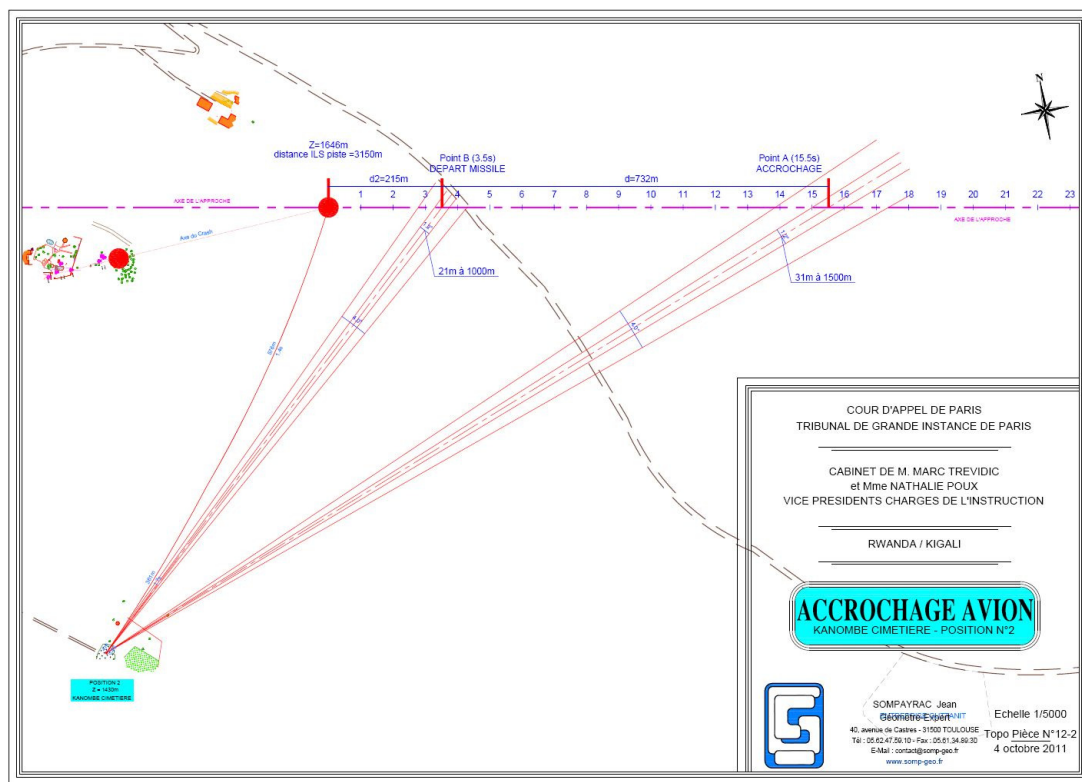 N
Z=1646m
distance ILS piste =3150m
Point B (3.5s)
DEPART MISSILE
Point A (15.5s)
ACCROCHAGE
d2=215m
d=732m
1 2 3 4 5 6 7 8 9 10 11 12 13 14 15 16 17 18 19 20 21 22 23
AXE DE L'APPROCHE
AXE DE L'APPROCHE
Axe du Crash
21m à 1000m
31m à 1500m
POSITION 2
Z = 1430m
KANOMBE CIMETIERE
COUR D'APPEL DE PARIS
TRIBUNAL DE GRANDE INSTANCE DE PARIS
CABINET DE M. MARC TREVIDIC
et Mme NATHALIE POUX
VICE PRESIDENTS CHARGES DE L'INSTRUCTION
RWANDA / KIGALI
ACCROCHAGE AVION
KANOMBE CIMETIERE - POSITION N°2
SOMPAYRAC Jean
Géomètre-Expert
40, avenue de Castres - 31500 TOULOUSE
Tél : 05.62.47.59.10 - Fax : 05.61.34.89.30
E-Mail : contact@somp-geo.fr
www.somp-geo.fr
Echelle 1/5000
Topo Pièce N°12-2
4 octobre 2011